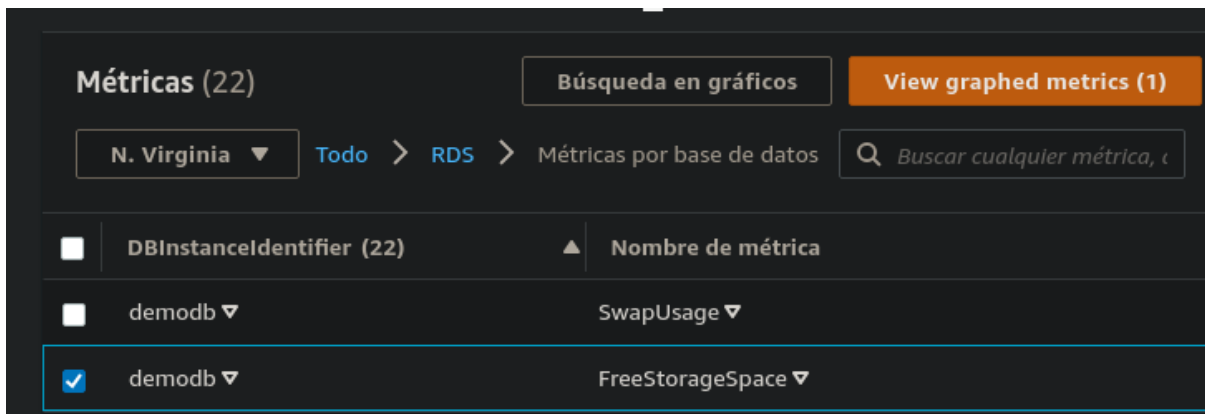 Métricas (22) Búsqueda en gráficos View graphed metrics (1)
N. Virginia Todo RDS Métricas por base de datos Buscar cualquier métrica,
DBInstanceIdentifier (22) Nombre de métrica
demodb SwapUsage
demodb FreeStorageSpace